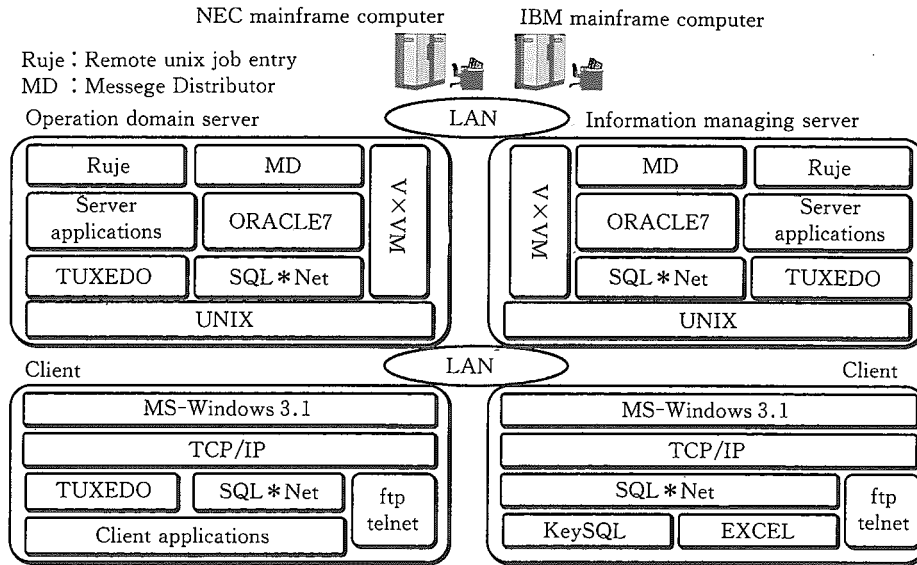 NEC mainframe computer
IBM mainframe computer
Ruje : Remote unix job entry
MD : Messege Distributor
LAN
Operation domain server
Ruje
MD
V×VM
Server
applications
ORACLE7
TUXEDO
SQL*Net
UNIX
Information managing server
V×VM
MD
Ruje
ORACLE7
Server
applications
SQL*Net
TUXEDO
UNIX
LAN
Client
MS-Windows 3.1
TCP/IP
TUXEDO
SQL*Net
ftp
telnet
Client applications
Client
MS-Windows 3.1
TCP/IP
SQL*Net
ftp
telnet
KeySQL
EXCEL